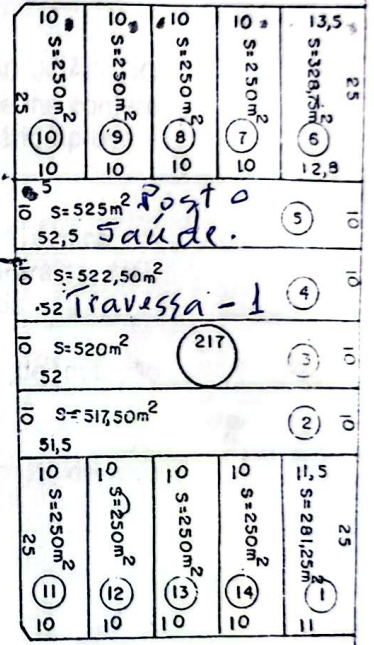 10 10 10 10 13,5
S=250m² S=250m² S=250m² S=250m² S=328,75m² 25
25
10 9 8 7 6
10 10 10 10 12,8
5
10 S=525m² Posto 5 10
52,5 Saúde.
10 S=522,50m² 4 10
52 Travessa - 1
10 S=520m² 217 3 10
52
10 S=517,50m² 2 10
51,5
10 10 10 10 11,5
S=250m² S=250m² S=250m² S=250m² S=281,25m² 25
25
11 12 13 14 1
10 10 10 10 11